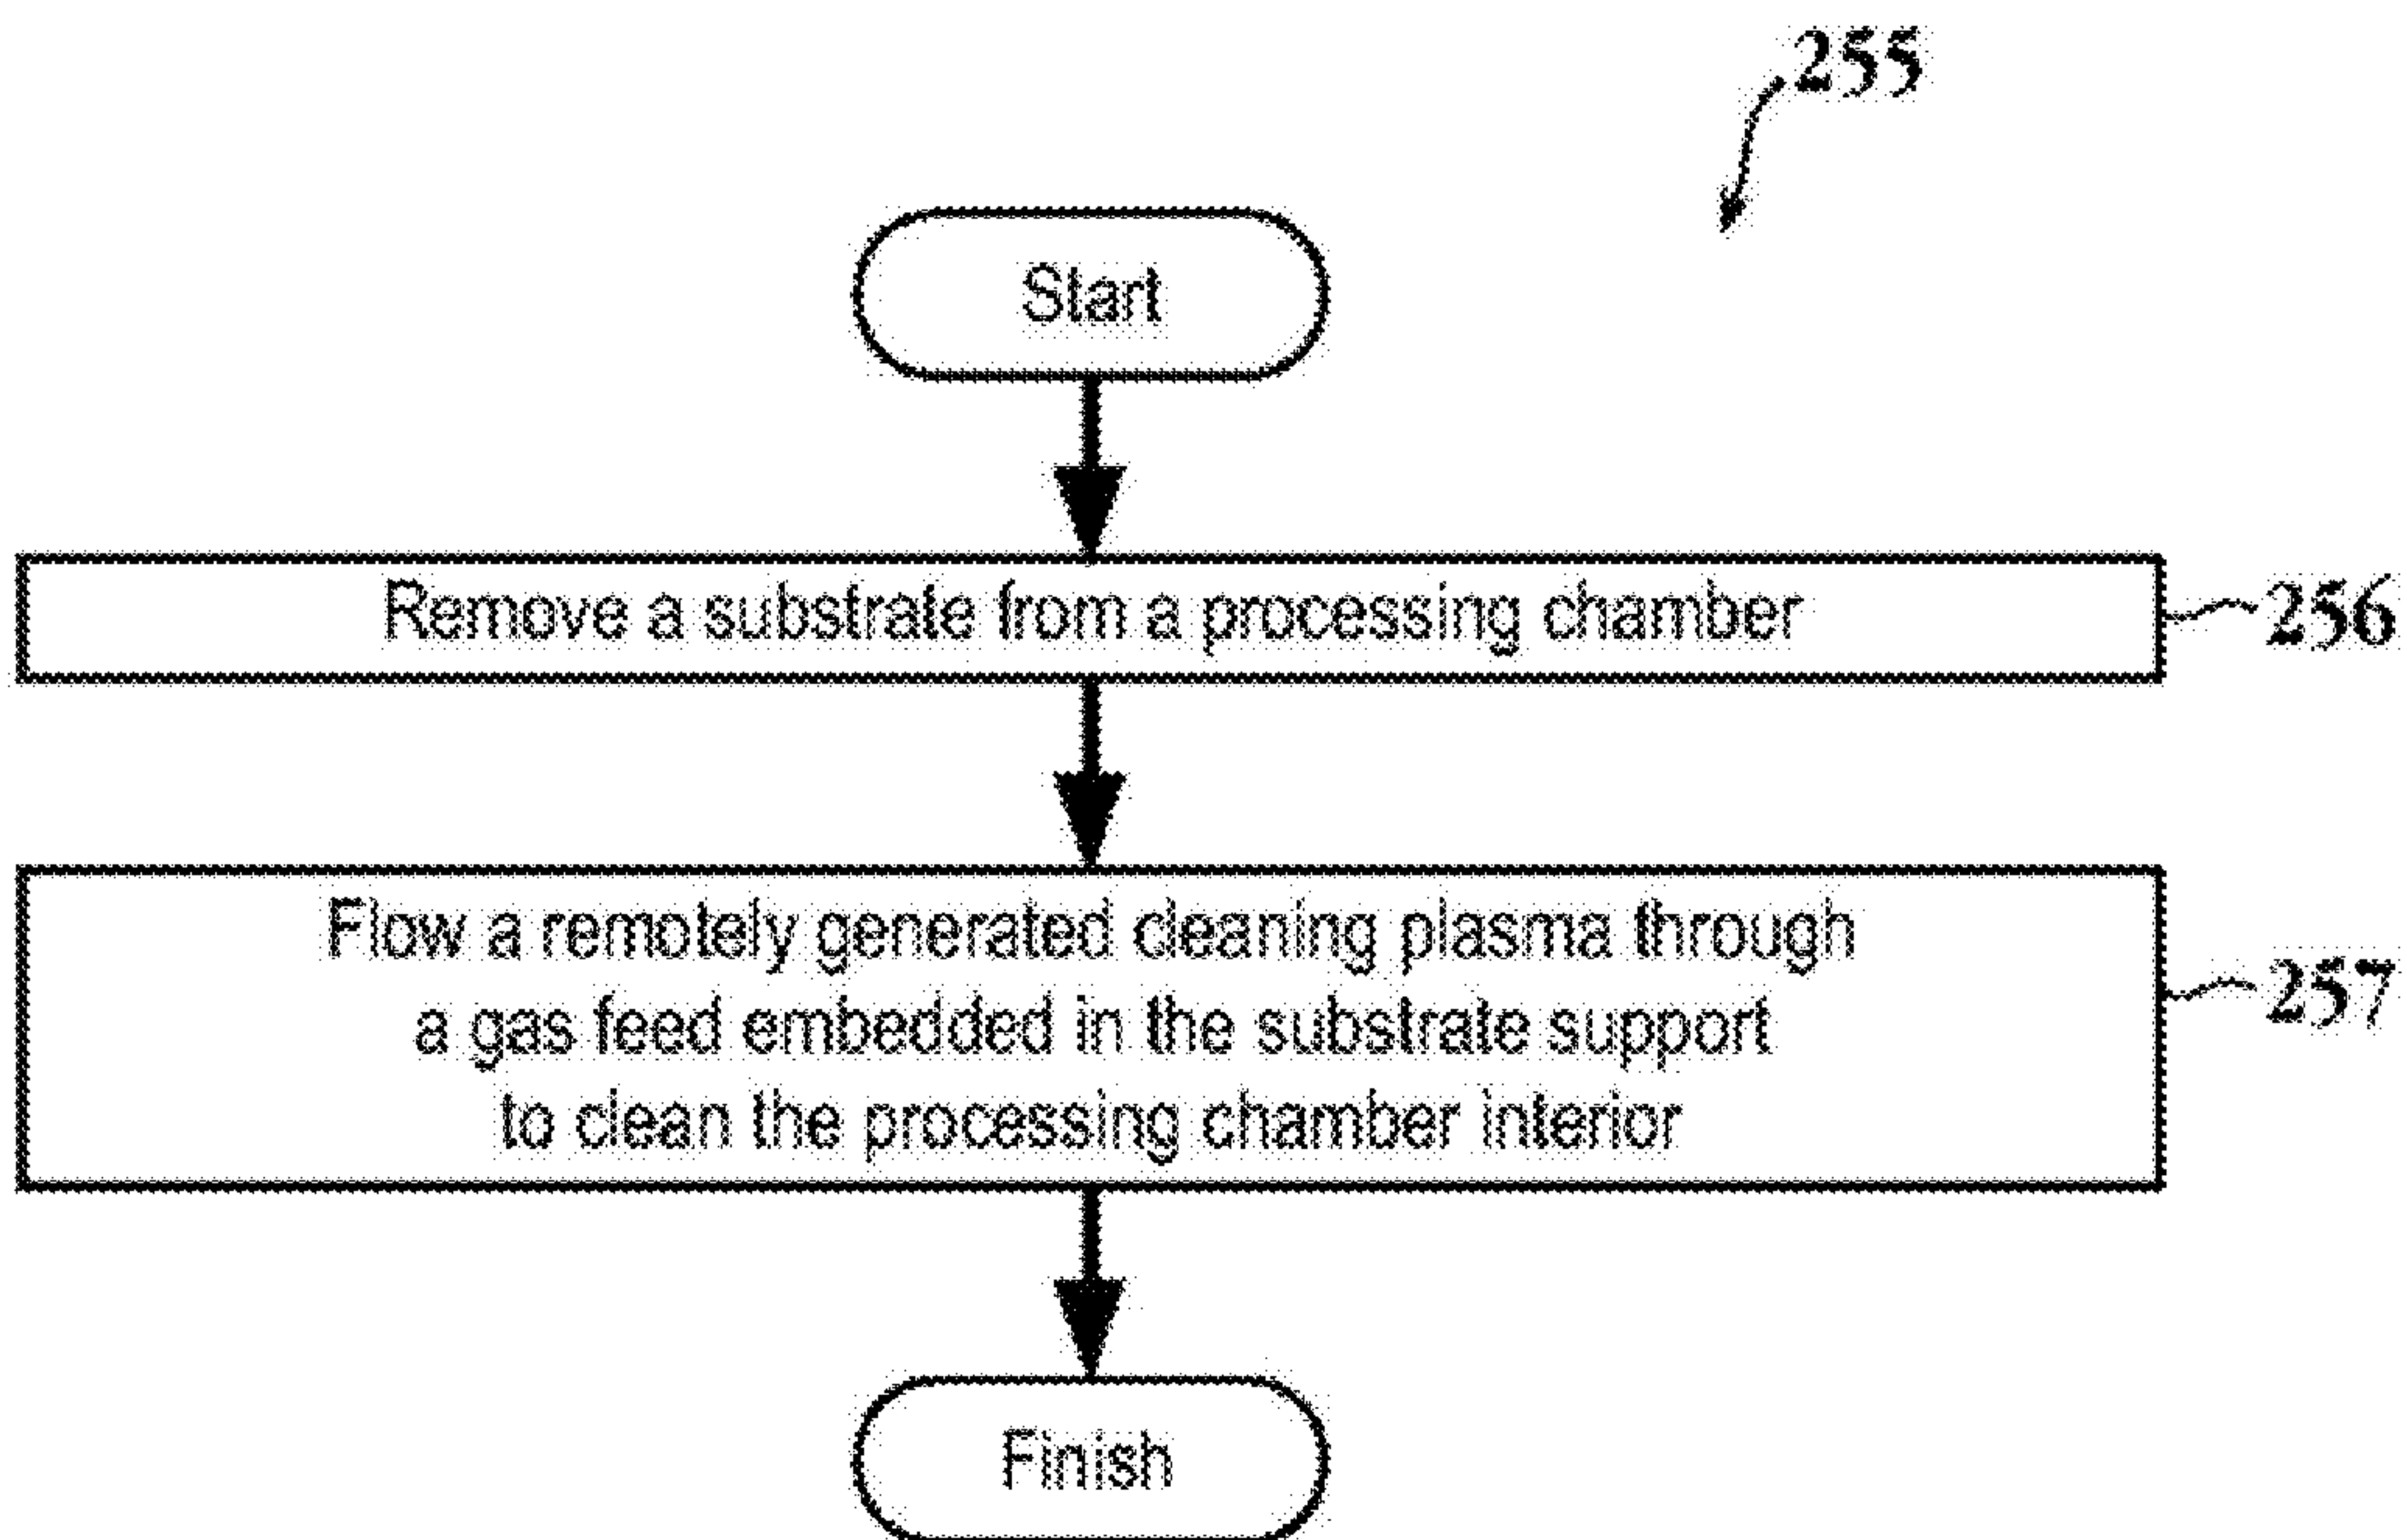 255
Start
Remove a substrate from a processing chamber
256
Flow a remotely generated cleaning plasma through
a gas feed embedded in the substrate support
to clean the processing chamber interior
257
Finish